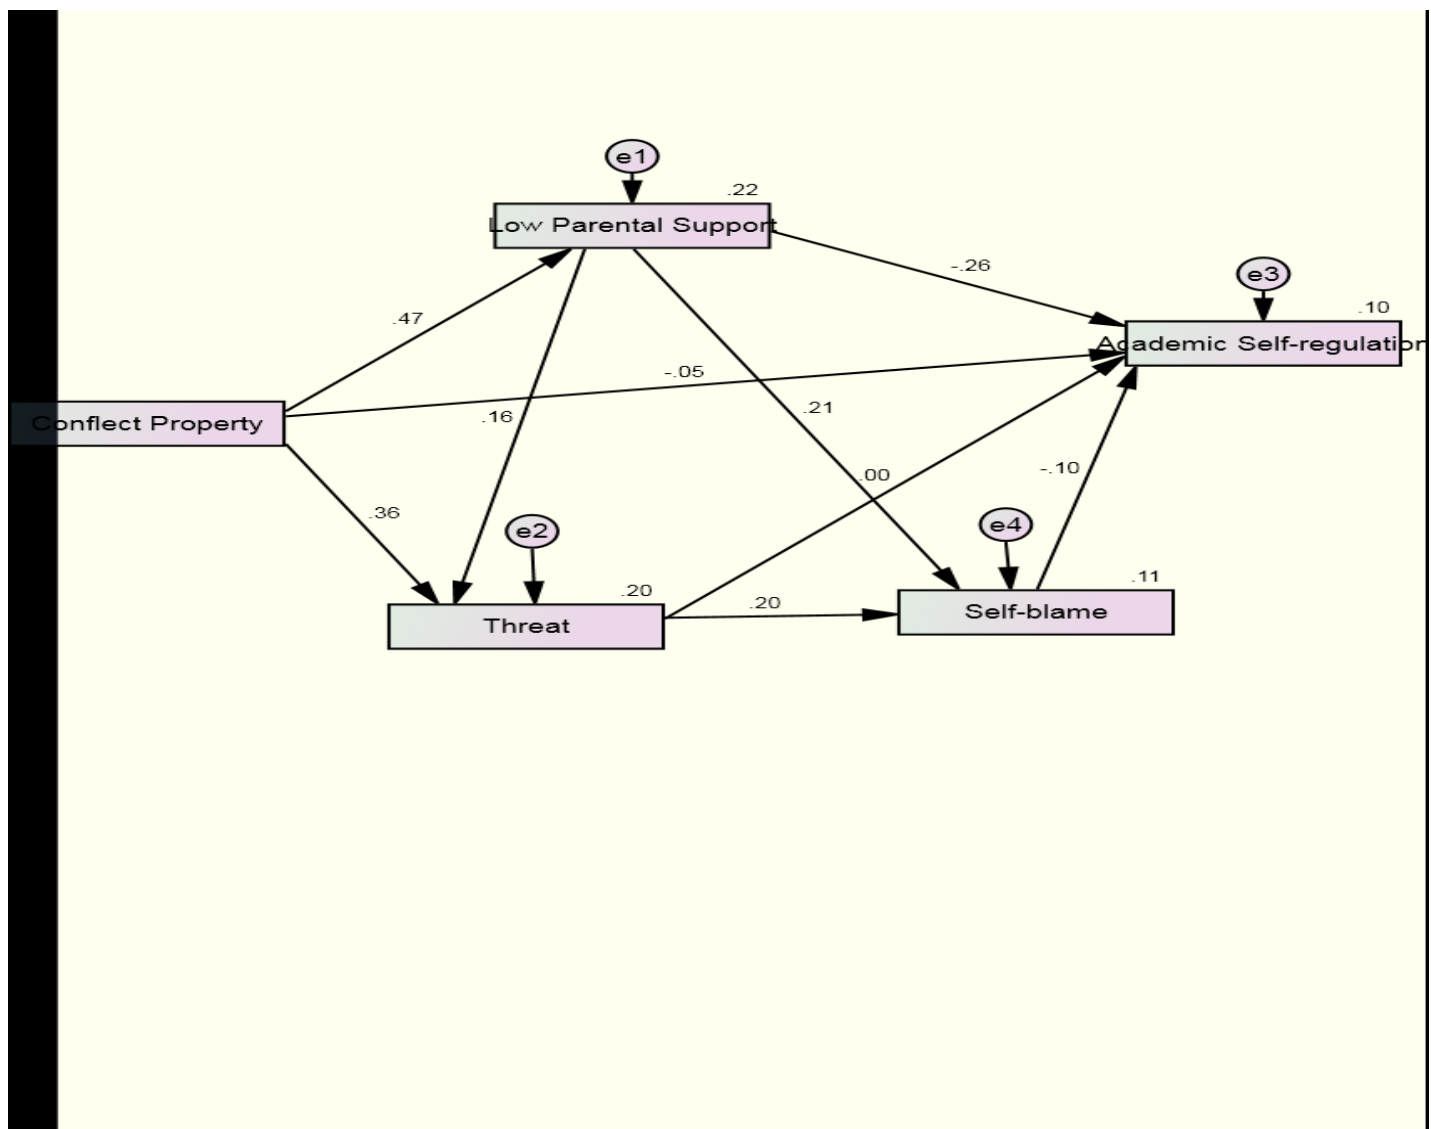 e1
.22
Low Parental Support
-.26
e3
.10
.47
Academic Self-regulation
-.05
.16
.21
Conflect Property
-.10
.00
.36
e2
e4
.20
.20
.11
Self-blame
Threat